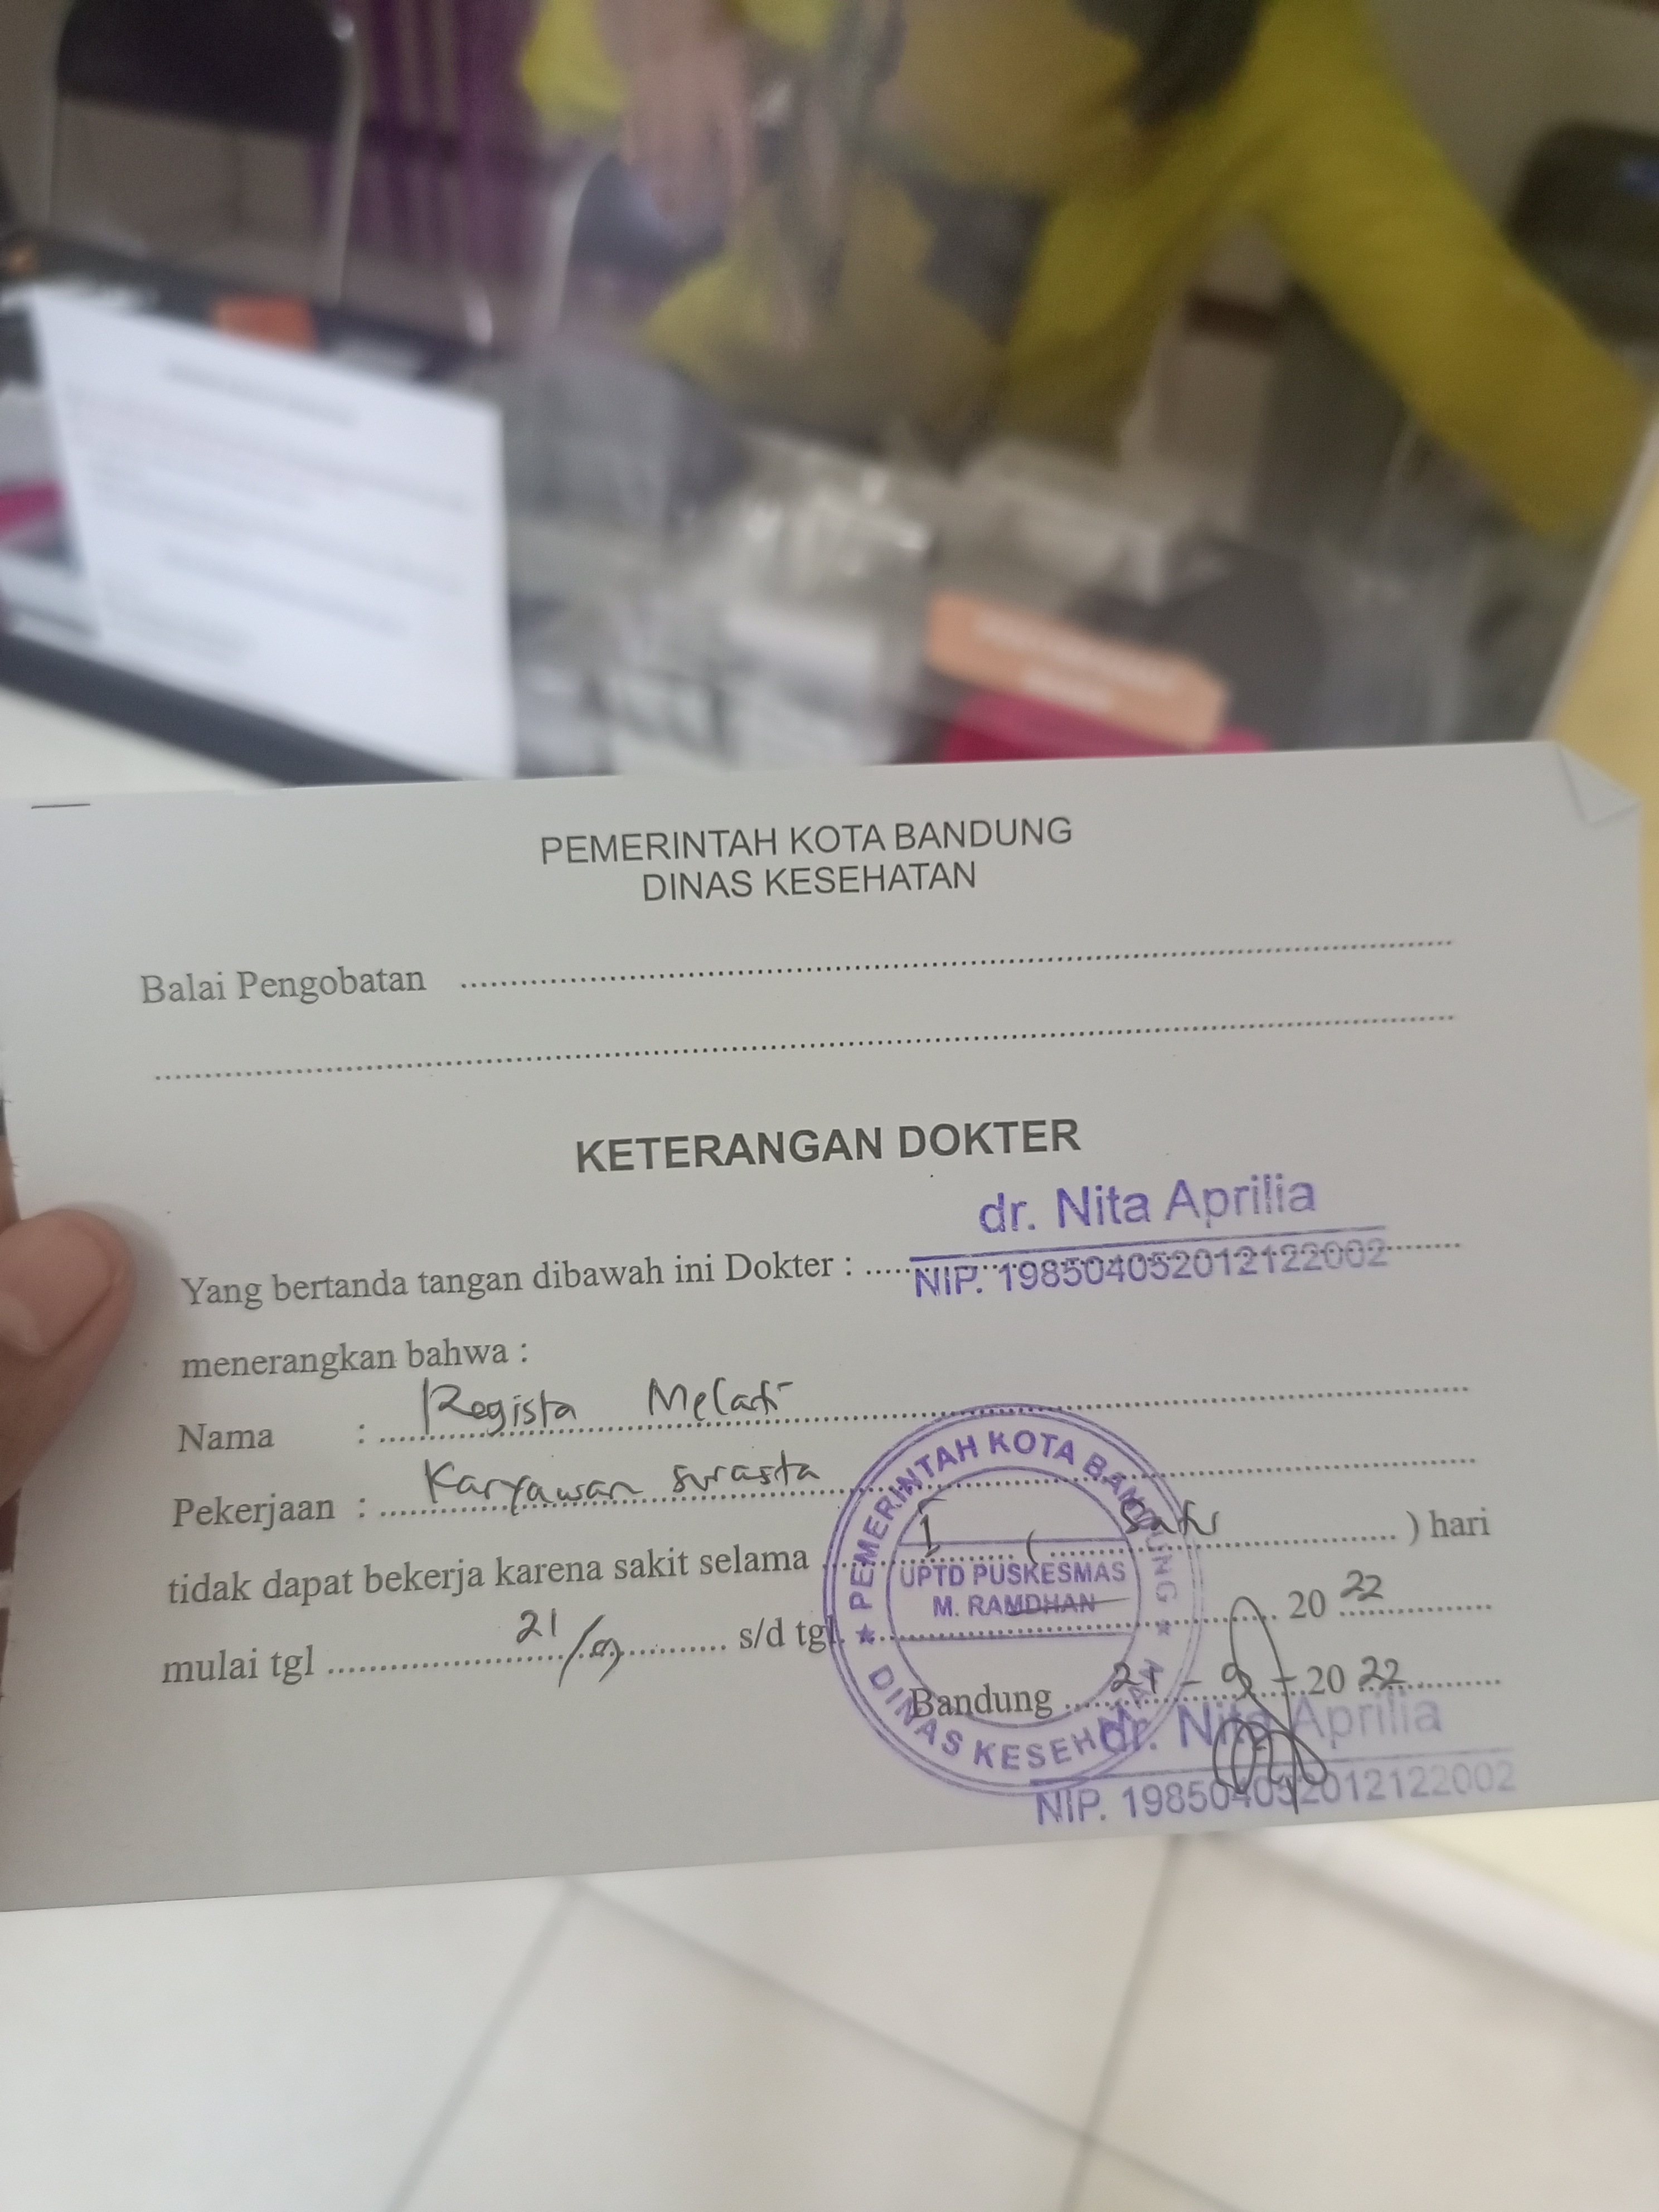 PEMERINTAH KOTA BANDUNG
DINAS KESEHATAN
Balai Pengobatan ........................
........................
KETERANGAN DOKTER
dr. Nita Aprilia
Yang bertanda tangan dibawah ini Dokter : ........................
NIP. 198504052012122002
menerangkan bahwa :
Nama : Regista Melati
Pekerjaan : Karyawan swasta
tidak dapat bekerja karena sakit selama 1 ( satu ) hari
mulai tgl 21/9 s/d tgl. ........................ 20 22
Bandung 21 - 9 - 20 22
PEMERINTAH KOTA BANDUNG
UPTD PUSKESMAS
M. RAMDHAN
DINAS KESEHATAN
dr. Nita Aprilia
NIP. 198504052012122002